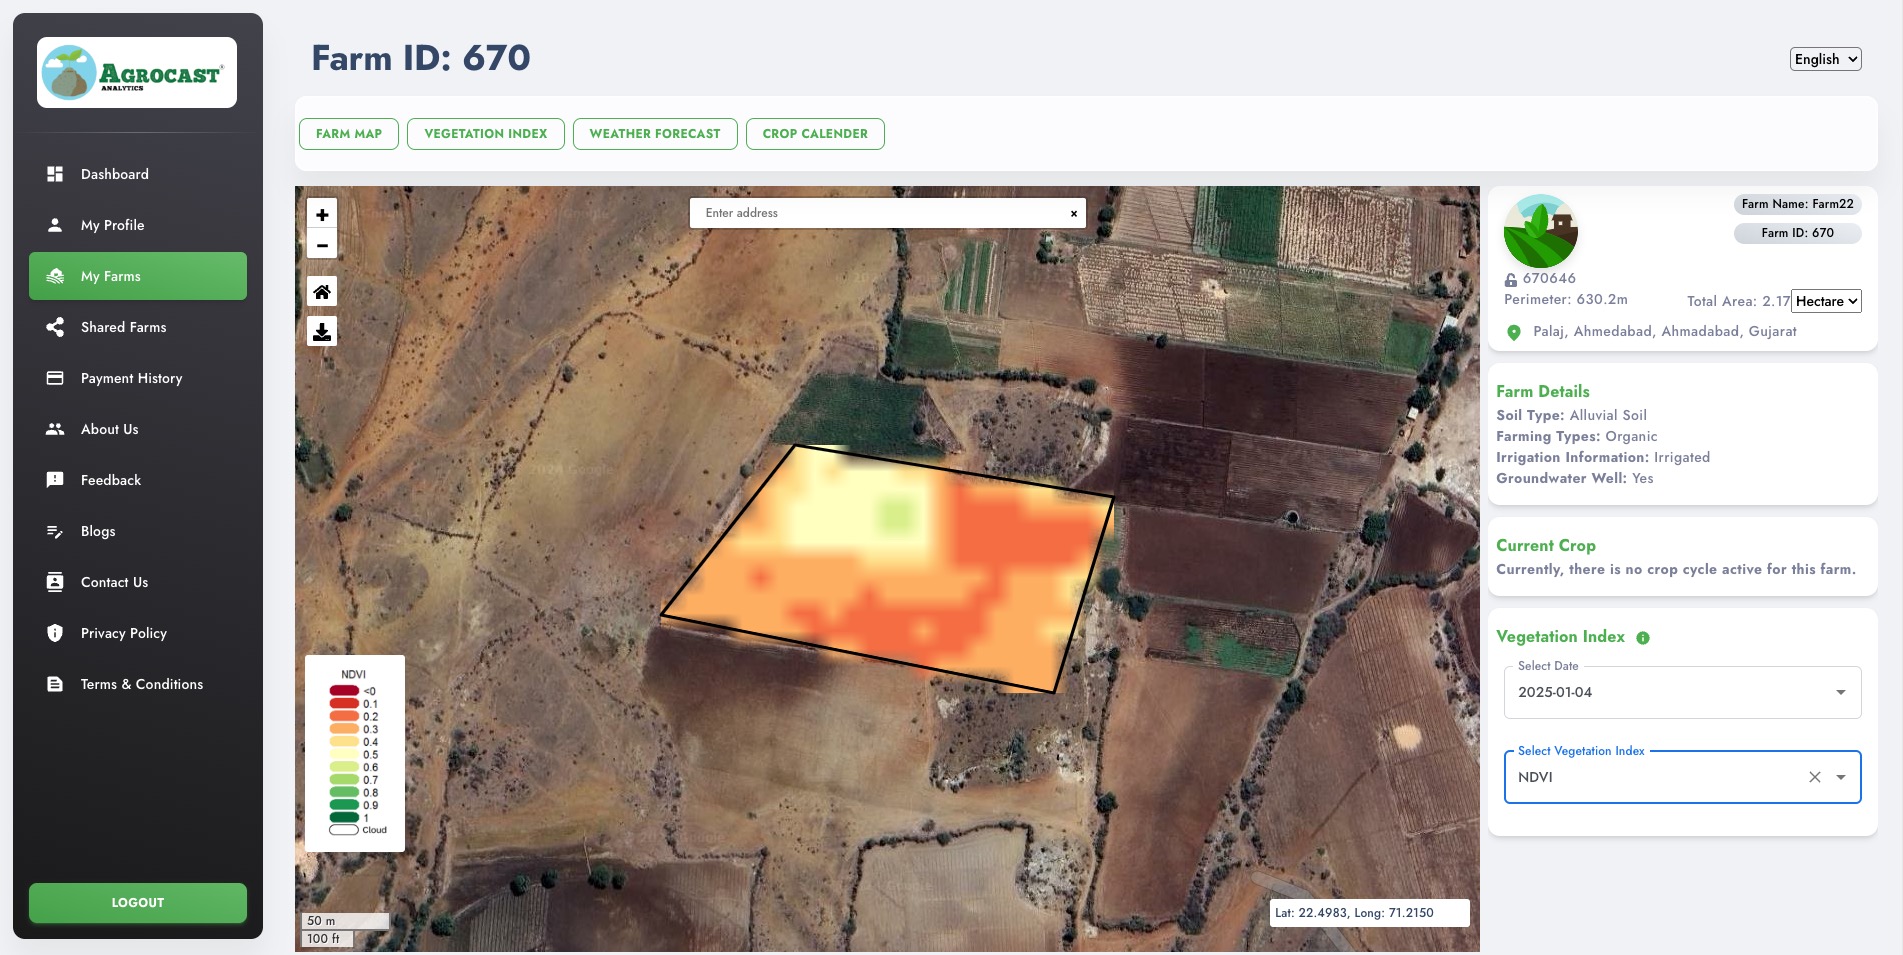 AGROCAST®
ANALYTICS
Dashboard
My Profile
My Farms
Shared Farms
Payment History
About Us
Feedback
Blogs
Contact Us
Privacy Policy
Terms & Conditions
LOGOUT
Farm ID: 670
English
FARM MAP
VEGETATION INDEX
WEATHER FORECAST
CROP CALENDER
+
−
Enter address
×
NDVI
<0
0.1
0.2
0.3
0.4
0.5
0.6
0.7
0.8
0.9
1
Cloud
50 m
100 ft
Lat: 22.4983, Long: 71.2150
Farm Name: Farm22
Farm ID: 670
670646
Perimeter: 630.2m
Total Area: 2.17 Hectare
Palaj, Ahmedabad, Ahmadabad, Gujarat
Farm Details
Soil Type: Alluvial Soil
Farming Types: Organic
Irrigation Information: Irrigated
Groundwater Well: Yes
Current Crop
Currently, there is no crop cycle active for this farm.
Vegetation Index
Select Date
2025-01-04
Select Vegetation Index
NDVI